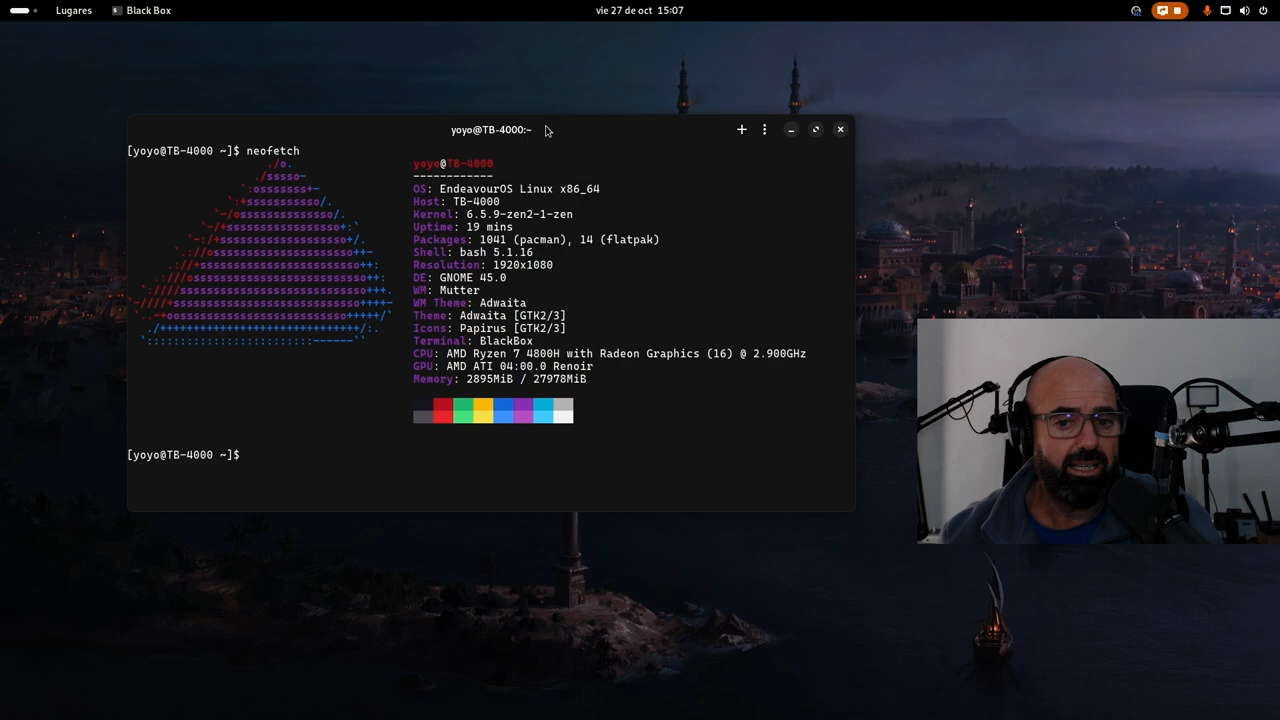 Lugares
Black Box
vie 27 de oct 15:07
yoyo@TB-4000:~
[yoyo@TB-4000 ~]$ neofetch
yoyo@TB-4000
------------
OS: EndeavourOS Linux x86_64
Host: TB-4000
Kernel: 6.5.9-zen2-1-zen
Uptime: 19 mins
Packages: 1041 (pacman), 14 (flatpak)
Shell: bash 5.1.16
Resolution: 1920x1080
DE: GNOME 45.0
WM: Mutter
WM Theme: Adwaita
Theme: Adwaita [GTK2/3]
Icons: Papirus [GTK2/3]
Terminal: BlackBox
CPU: AMD Ryzen 7 4800H with Radeon Graphics (16) @ 2.900GHz
GPU: AMD ATI 04:00.0 Renoir
Memory: 2895MiB / 27978MiB
[yoyo@TB-4000 ~]$